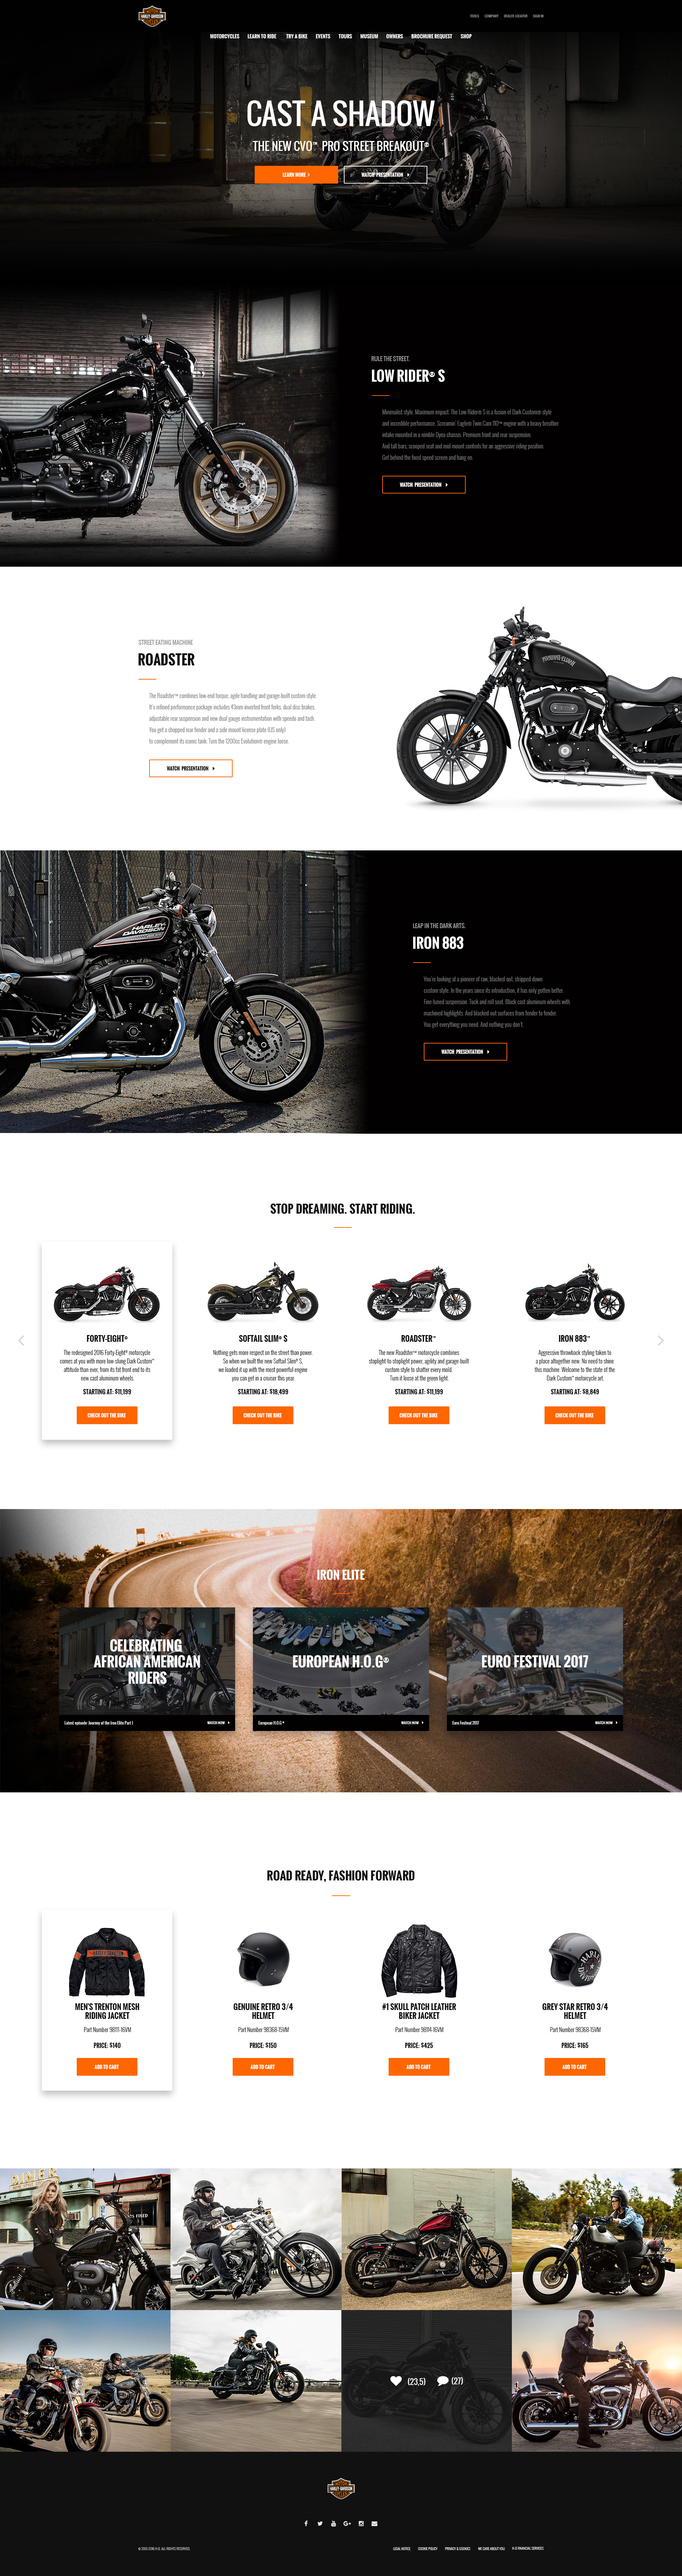 HARLEY-DAVIDSON
TOOLS COMPANY DEALER LOCATOR SIGN IN
MOTORCYCLES LEARN TO RIDE TRY A BIKE EVENTS TOURS MUSEUM OWNERS BROCHURE REQUEST SHOP
CAST A SHADOW
THE NEW CVO™ PRO STREET BREAKOUT®
LEARN MORE >
WATCH PRESENTATION
RULE THE STREET.
LOW RIDER® S
Minimalist style. Maximum impact. The Low Rider® S is a fusion of Dark Custom® style
and incredible performance. Screamin' Eagle® Twin Cam 110™ engine with a heavy breather
intake mounted in a nimble Dyna chassis. Premium front and rear suspension.
And tall bars, scooped seat and mid mount controls for an aggressive riding position.
Get behind the fixed speed screen and hang on.
WATCH PRESENTATION
STREET EATING MACHINE
ROADSTER
The Roadster™ combines low-end torque, agile handling and garage-built custom style.
It's refined performance package includes 43mm inverted front forks, dual disc brakes,
adjustable rear suspension and new dual gauge instrumentation with speedo and tach.
You get a chopped rear fender and a side mount license plate (US only)
to complement its iconic tank. Turn the 1200cc Evolution® engine loose.
WATCH PRESENTATION
HARLEY-DAVIDSON
LEAP IN THE DARK ARTS.
IRON 883
You're looking at a pioneer of raw, blacked out, stripped down
custom style. In the years since its introduction, it has only gotten better.
Fine-tuned suspension. Tuck and roll seat. Black cast aluminum wheels with
machined highlights. And blacked out surfaces from fender to fender.
You get everything you need. And nothing you don't.
WATCH PRESENTATION
STOP DREAMING. START RIDING.
FORTY-EIGHT®
The redesigned 2016 Forty-Eight® motorcycle
comes at you with more low-slung Dark Custom™
attitude than ever, from its fat front end to its
new cast aluminum wheels.
STARTING AT: $11,199
CHECK OUT THE BIKE
SOFTAIL SLIM® S
Nothing gets more respect on the street than power.
So when we built the new Softail Slim® S,
we loaded it up with the most powerful engine
you can get in a cruiser this year.
STARTING AT: $18,499
CHECK OUT THE BIKE
ROADSTER™
The new Roadster™ motorcycle combines
stoplight-to-stoplight power, agility and garage-built
custom style to shatter every mold.
Turn it loose at the green light.
STARTING AT: $11,199
CHECK OUT THE BIKE
IRON 883™
Aggressive throwback styling taken to
a place altogether new. No need to shine
this machine. Welcome to the state of the
Dark Custom™ motorcycle art.
STARTING AT: $8,849
CHECK OUT THE BIKE
IRON ELITE
CELEBRATING
AFRICAN AMERICAN
RIDERS
Latest episode: Journey of the Iron Elite Part I WATCH NOW
EUROPEAN H.O.G®
European H.O.G.® WATCH NOW
EURO FESTIVAL 2017
Euro Festival 2017 WATCH NOW
ROAD READY, FASHION FORWARD
HARLEY-DAVIDSON
MEN'S TRENTON MESH
RIDING JACKET
Part Number 98111-16VM
PRICE: $140
ADD TO CART
GENUINE RETRO 3/4
HELMET
Part Number 98368-15VM
PRICE: $150
ADD TO CART
#1 SKULL PATCH LEATHER
BIKER JACKET
Part Number 98114-16VM
PRICE: $425
ADD TO CART
GREY STAR RETRO 3/4
HELMET
Part Number 98368-15VM
PRICE: $165
ADD TO CART
DINER
(23,5) (27)
HARLEY-DAVIDSON
LEGAL NOTICE COOKIE POLICY PRIVACY & COOKIES WE CARE ABOUT YOU H-D FINANCIAL SERVICES